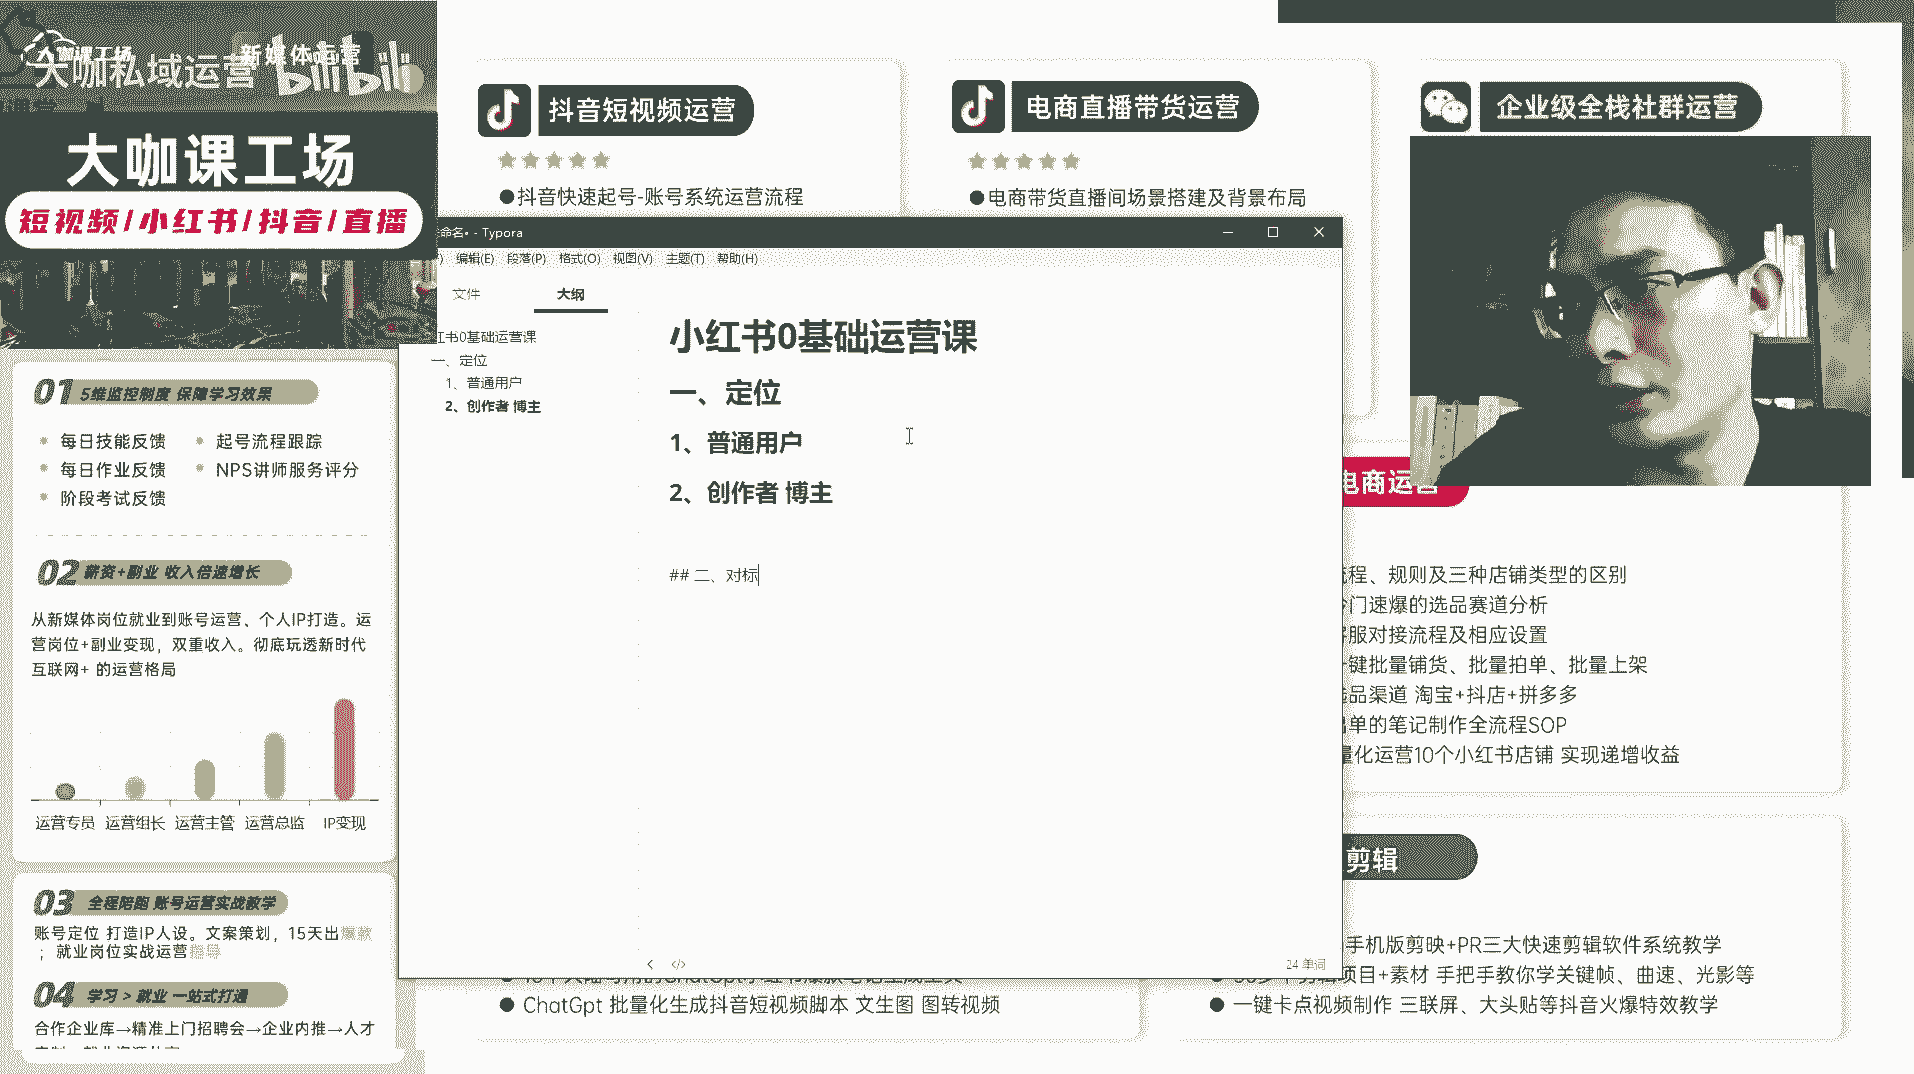 大咖课工场
新媒体运营
大咖私域运营 bilibili
大咖课工场
短视频/小红书/抖音/直播
01 5维监控制度 保障学习效果
每日技能反馈
起号流程跟踪
每日作业反馈
NPS讲师服务评分
阶段考试反馈
02 薪资+副业 收入倍速增长
从新媒体岗位就业到账号运营、个人IP打造。运
营岗位+副业变现，双重收入。彻底玩透新时代
互联网+ 的运营格局
运营专员 运营组长 运营主管 运营总监 IP变现
03 全程陪跑 账号运营实战教学
账号定位 打造IP人设。文案策划，15天出爆款
；就业岗位实战运营指导
04 学习 > 就业 一站式打通
合作企业库→精准上门招聘会→企业内推→人才
抖音短视频运营
●抖音快速起号-账号系统运营流程
电商直播带货运营
●电商带货直播间场景搭建及背景布局
企业级全栈社群运营
命名• - Typora
编辑(E) 段落(P) 格式(O) 视图(V) 主题(T) 帮助(H)
文件
大纲
红书0基础运营课
一、定位
1、普通用户
2、创作者 博主
小红书0基础运营课
一、定位
1、普通用户
2、创作者 博主
## 二、对标
24 单词
电商运营
流程、规则及三种店铺类型的区别
冷门速爆的选品赛道分析
客服对接流程及相应设置
一键批量铺货、批量拍单、批量上架
选品渠道 淘宝+抖店+拼多多
出单的笔记制作全流程SOP
量化运营10个小红书店铺 实现递增收益
剪辑
手机版剪映+PR三大快速剪辑软件系统教学
项目+素材 手把手教你学关键帧、曲速、光影等
● 一键卡点视频制作 三联屏、大头贴等抖音火爆特效教学
● ChatGpt 批量化生成抖音短视频脚本 文生图 图转视频